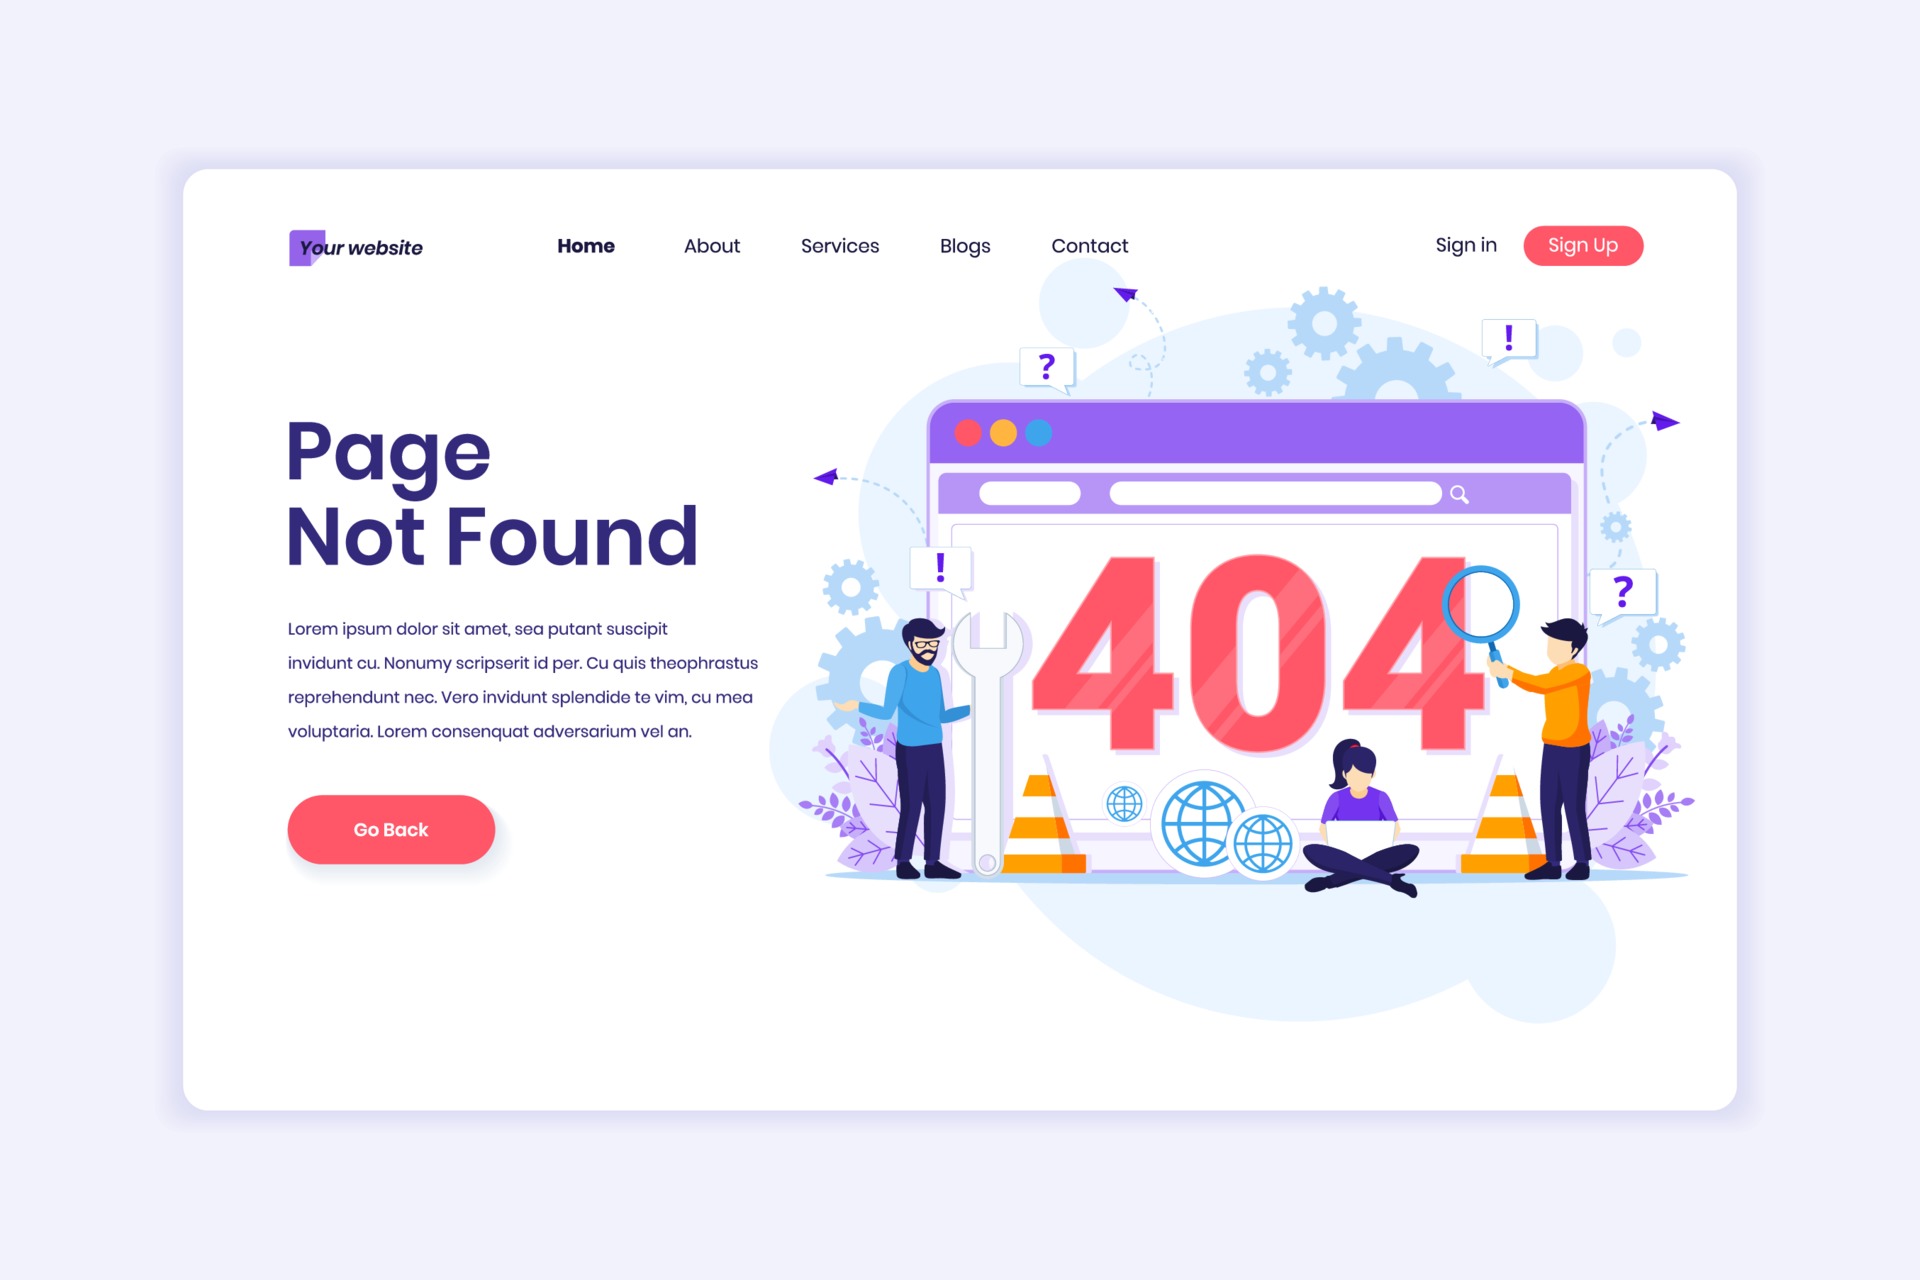 Your website
Home About Services Blogs Contact
Sign in Sign Up
?
!
Page
Not Found
!
404
?
Lorem ipsum dolor sit amet, sea putant suscipit
invidunt cu. Nonumy scripserit id per. Cu quis theophrastus
reprehendunt nec. Vero invidunt splendide te vim, cu mea
voluptaria. Lorem consenquat adversarium vel an.
Go Back